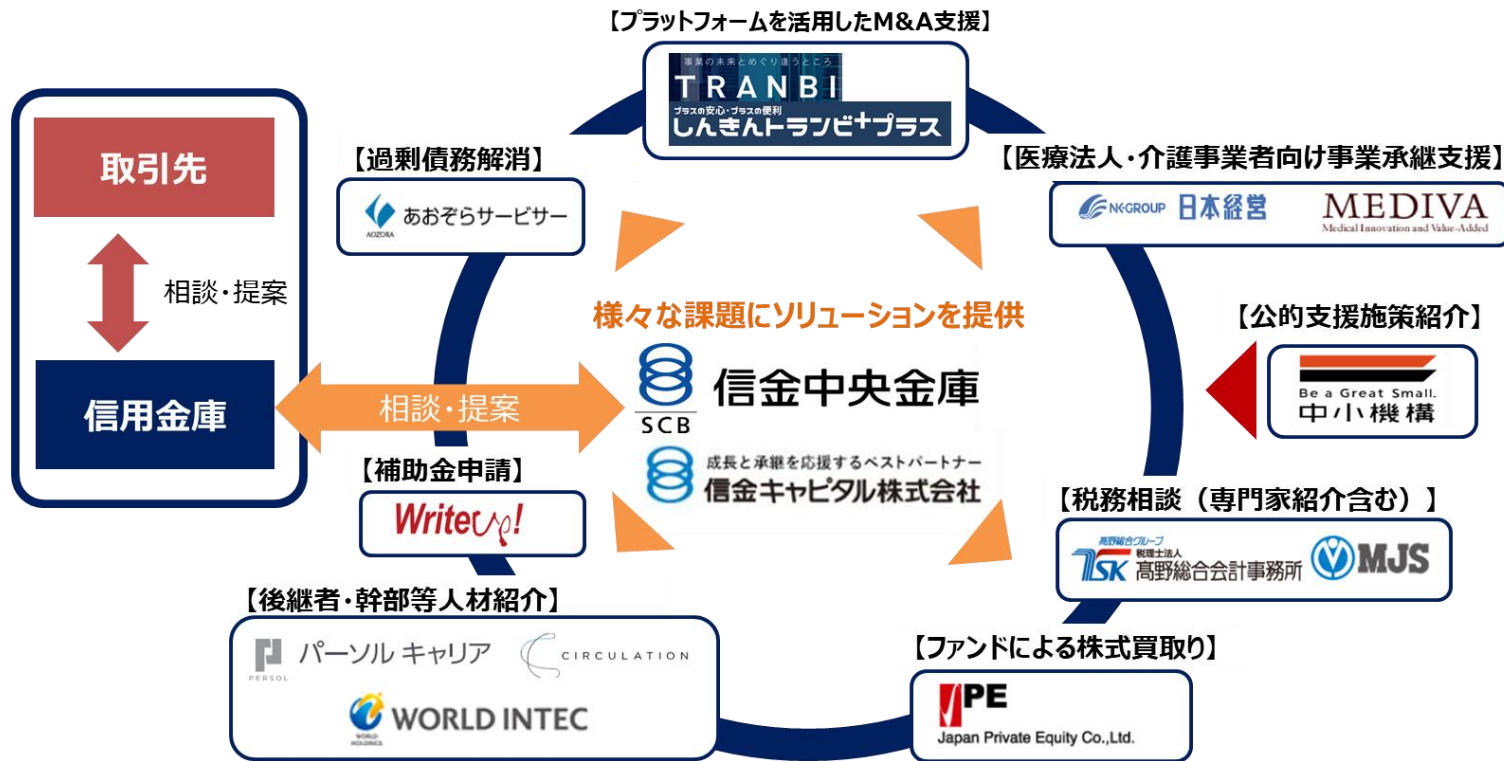 【プラットフォームを活用したM&A支援】
事業の未来とめぐり逢うところ
TRANBI
プラスの安心・プラスの便利
しんきんトランビ+プラス
取引先
相談・提案
信用金庫
【過剰債務解消】
AOZORA
あおぞらサービサー
【医療法人・介護事業者向け事業承継支援】
NKGROUP 日本経営
MEDIVA
Medical Innovation and Value-Added
様々な課題にソリューションを提供
相談・提案
SCB
信金中央金庫
成長と承継を応援するベストパートナー
信金キャピタル株式会社
【公的支援施策紹介】
Be a Great Small.
中小機構
【補助金申請】
WriteUp!
【税務相談（専門家紹介含む）】
髙野総合グループ
TSK
税理士法人
髙野総合会計事務所
MJS
【後継者・幹部等人材紹介】
PERSOL
パーソル キャリア
CIRCULATION
WORLD HOLDINGS
WORLD INTEC
【ファンドによる株式買取り】
JPE
Japan Private Equity Co.,Ltd.